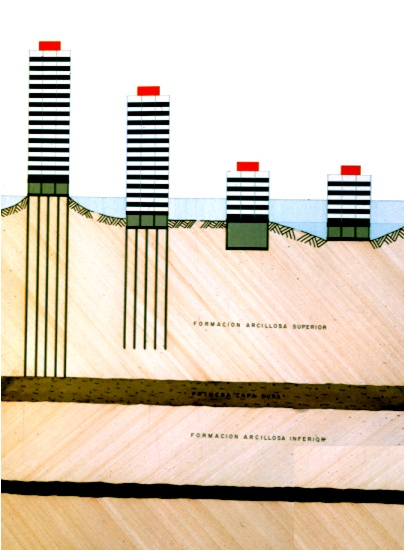 FORMACION ARCILLOSA SUPERIOR
PRIMERA "CAPA DURA"
FORMACION ARCILLOSA INFERIOR